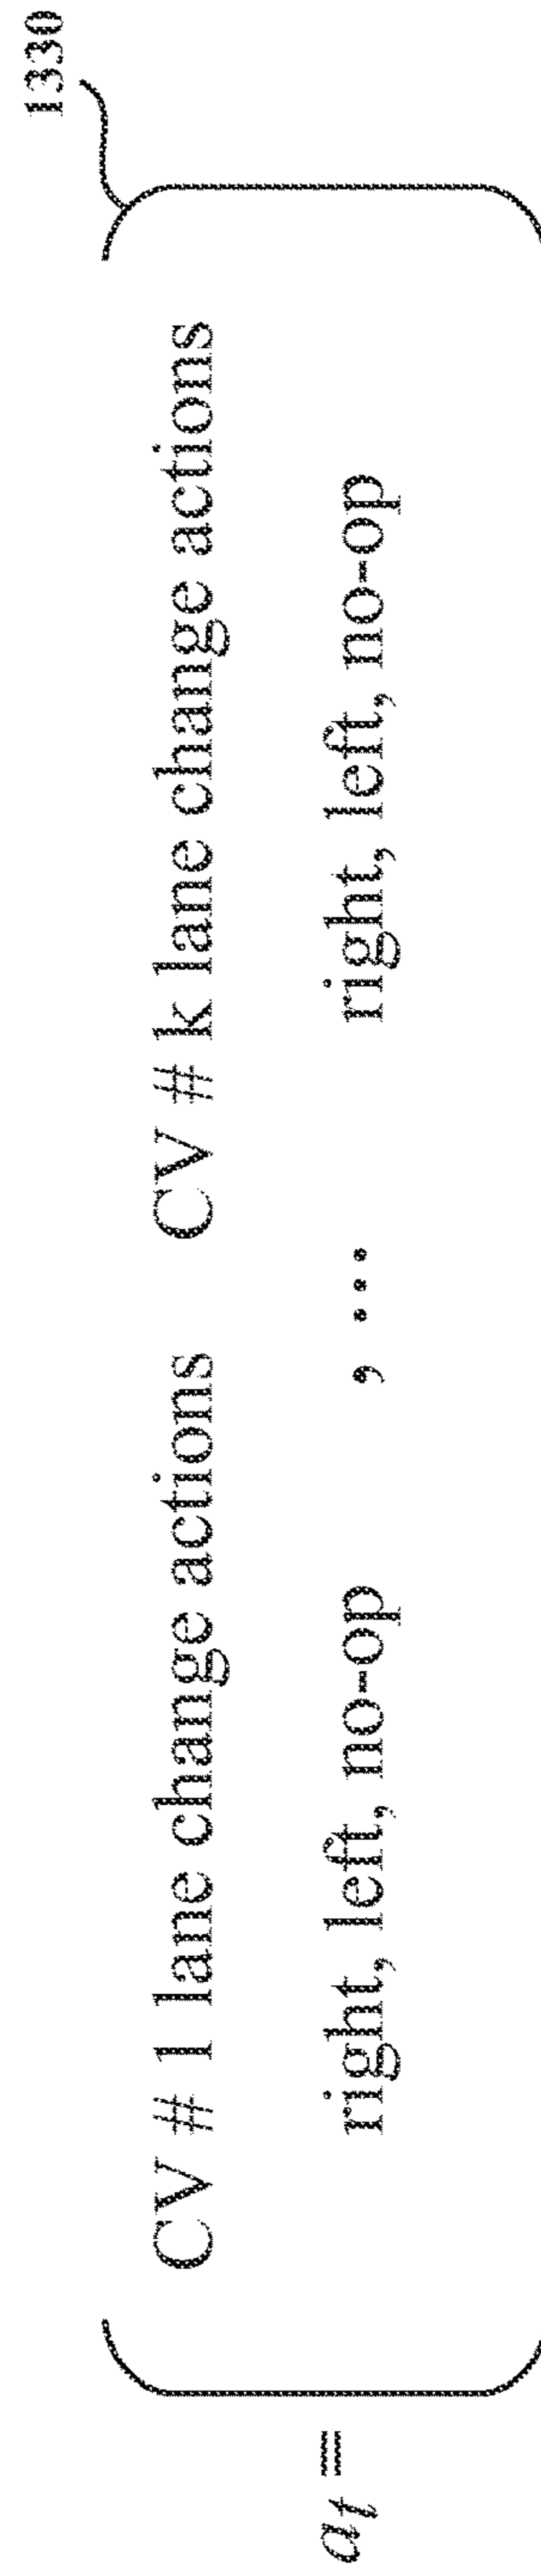 1330
CV # 1 lane change actions CV # k lane change actions
a_t = ( right, left, no-op , ... right, left, no-op